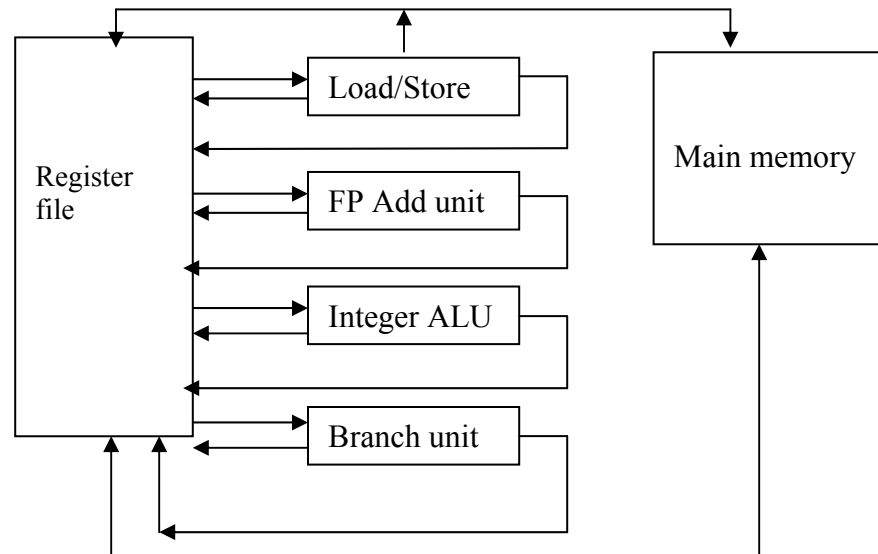 Load/Store
Main memory
Register
file
FP Add unit
Integer ALU
Branch unit